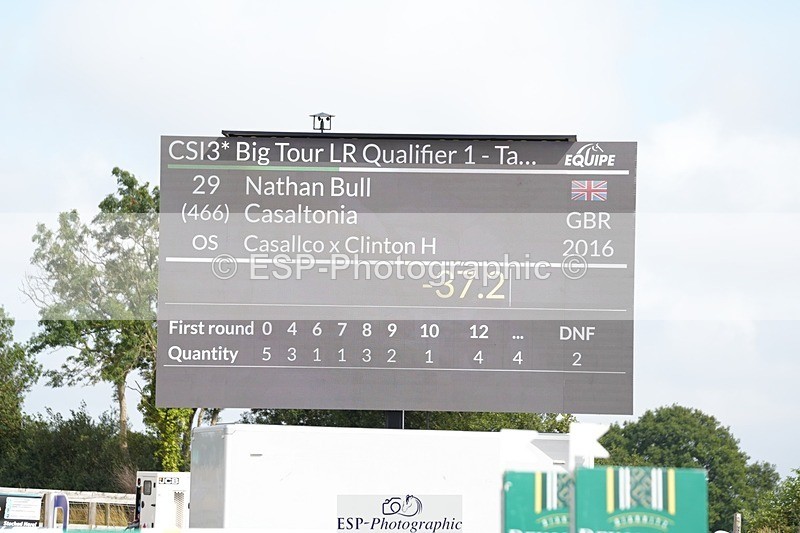 CSI3* Big Tour LR Qualifier 1 - Ta... EQUIPE
29 Nathan Bull
(466) Casaltonia GBR
OS Casallco x Clinton H 2016
© ESP-Photographic ©
-37.2
First round 0 4 6 7 8 9 10 12 ... DNF
Quantity 5 3 1 1 3 2 1 4 4 2
JCB
ESP-Photographic